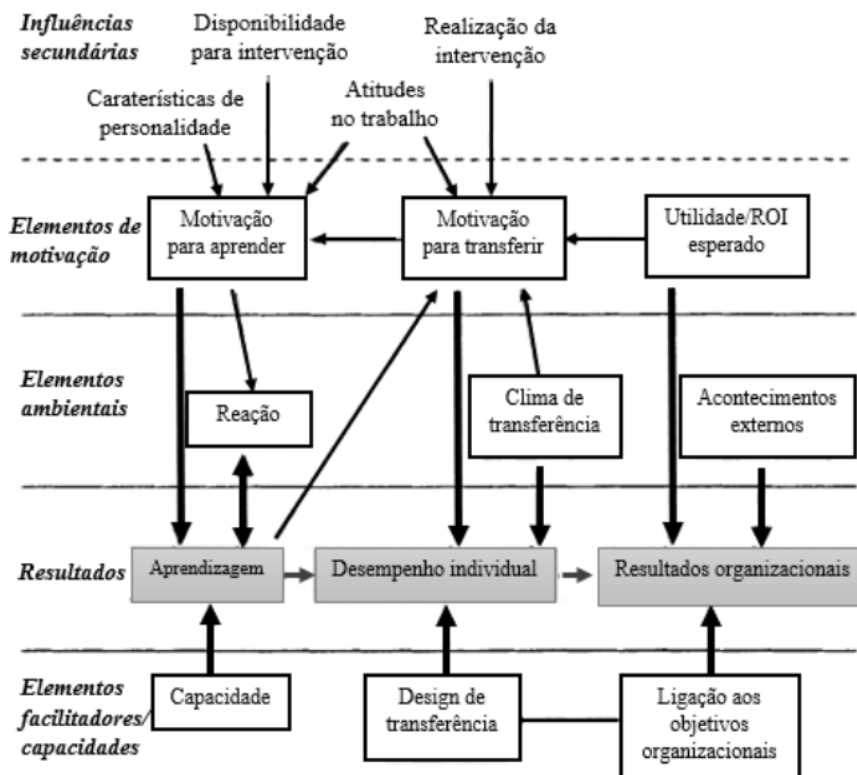 Influências
secundárias
Disponibilidade
para intervenção
Realização da
intervenção
Caraterísticas de
personalidade
Atitudes
no trabalho
Elementos de
motivação
Motivação
para aprender
Motivação
para transferir
Utilidade/ROI
esperado
Elementos
ambientais
Reação
Clima de
transferência
Acontecimentos
externos
Resultados
Aprendizagem
Desempenho individual
Resultados organizacionais
Elementos
facilitadores/
capacidades
Capacidade
Design de
transferência
Ligação aos
objetivos
organizacionais